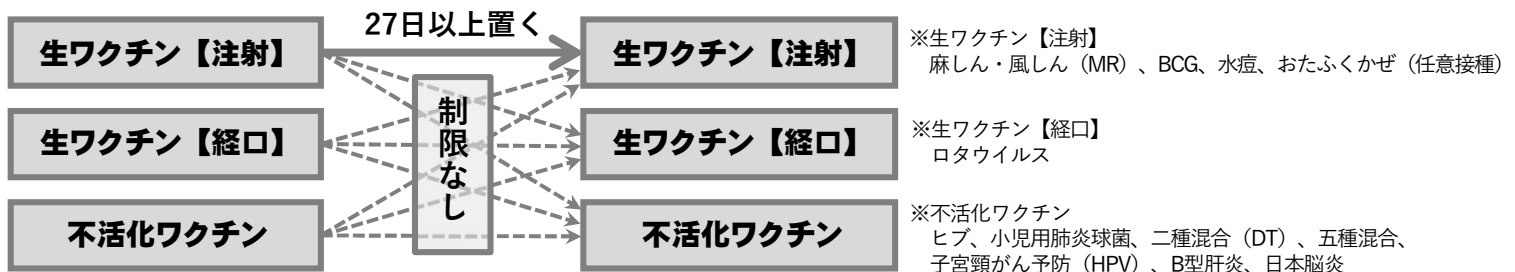 27日以上置く
生ワクチン【注射】
生ワクチン【注射】
※生ワクチン【注射】
麻しん・風しん（MR）、BCG、水痘、おたふくかぜ（任意接種）
制限なし
生ワクチン【経口】
生ワクチン【経口】
※生ワクチン【経口】
ロタウイルス
不活化ワクチン
不活化ワクチン
※不活化ワクチン
ヒブ、小児用肺炎球菌、二種混合（DT）、五種混合、
子宮頸がん予防（HPV）、B型肝炎、日本脳炎